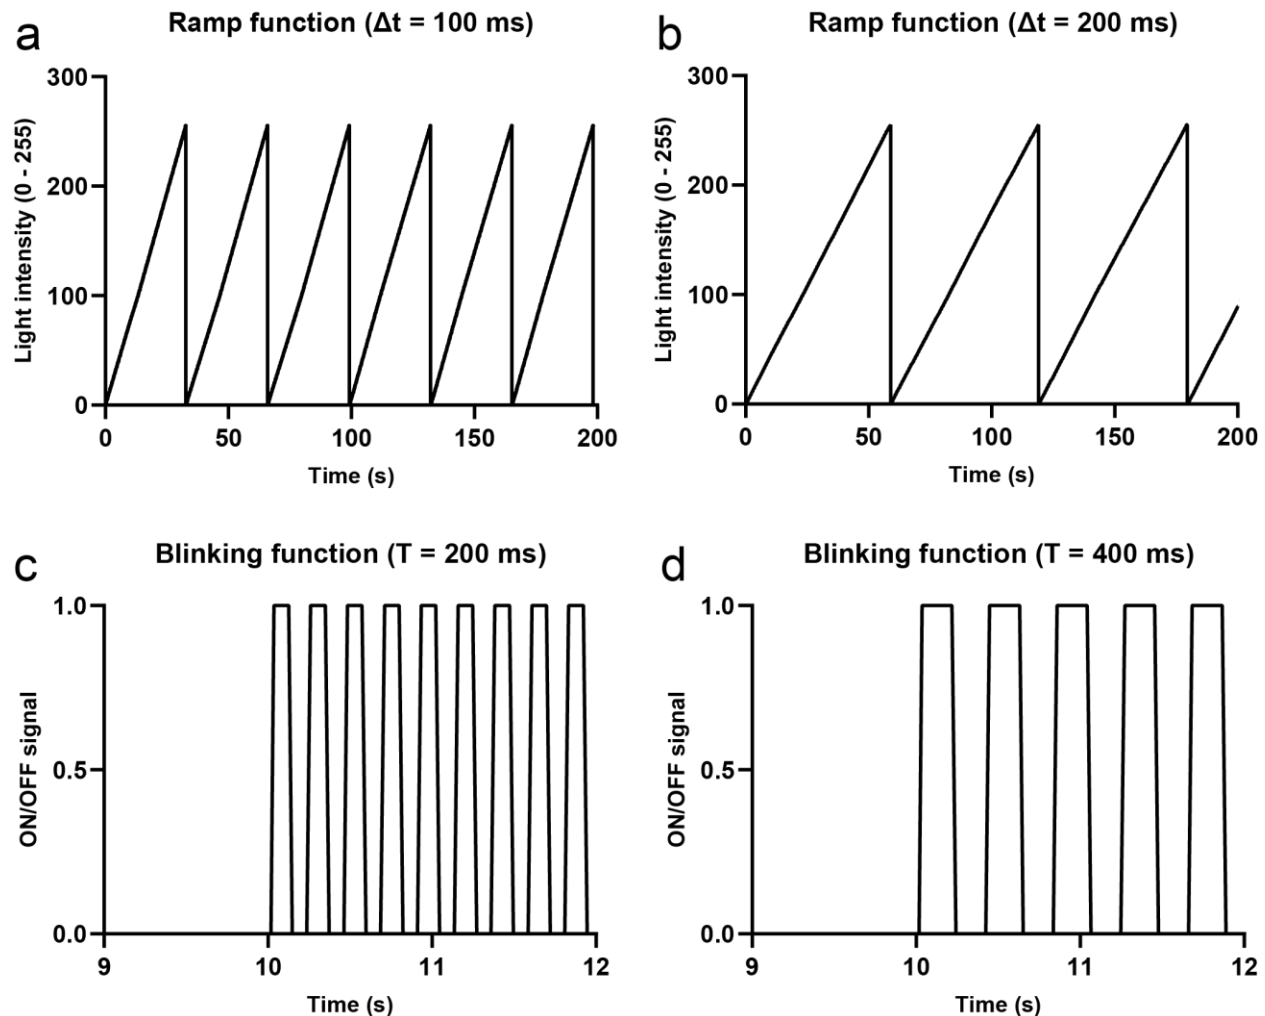 a
Ramp function (Δt = 100 ms)
Light intensity (0 - 255)
300
200
100
0
0 50 100 150 200
Time (s)
b
Ramp function (Δt = 200 ms)
Light intensity (0 - 255)
300
200
100
0
0 50 100 150 200
Time (s)
c
Blinking function (T = 200 ms)
ON/OFF signal
1.0
0.5
0.0
9 10 11 12
Time (s)
d
Blinking function (T = 400 ms)
ON/OFF signal
1.0
0.5
0.0
9 10 11 12
Time (s)